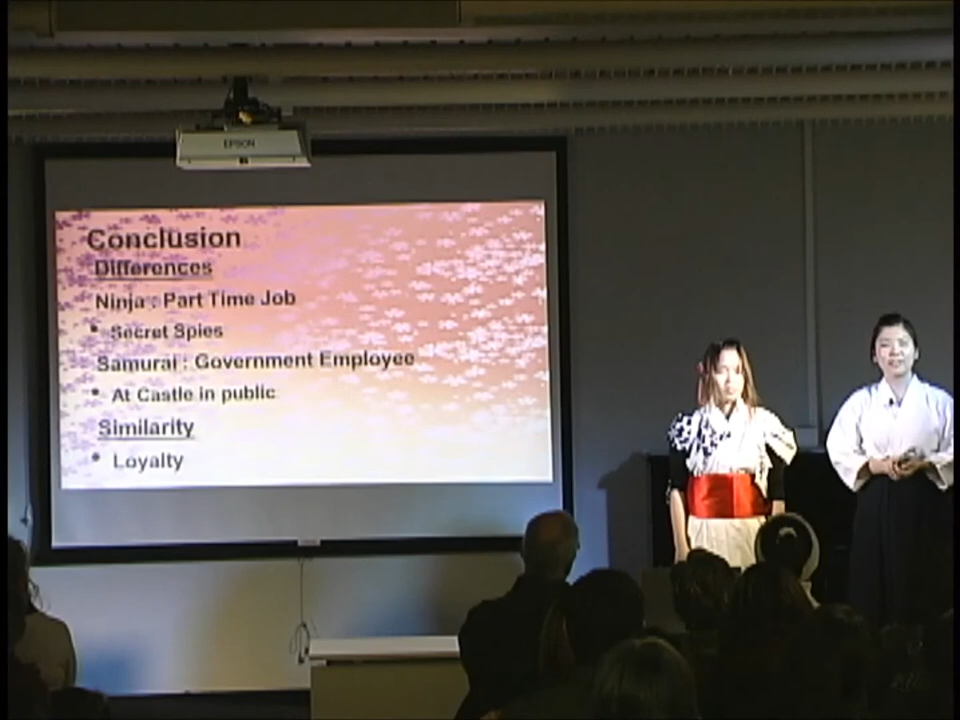 EPSON
Conclusion
Differences
Ninja : Part Time Job
• Secret Spies
Samurai : Government Employee
• At Castle in public
Similarity
• Loyalty